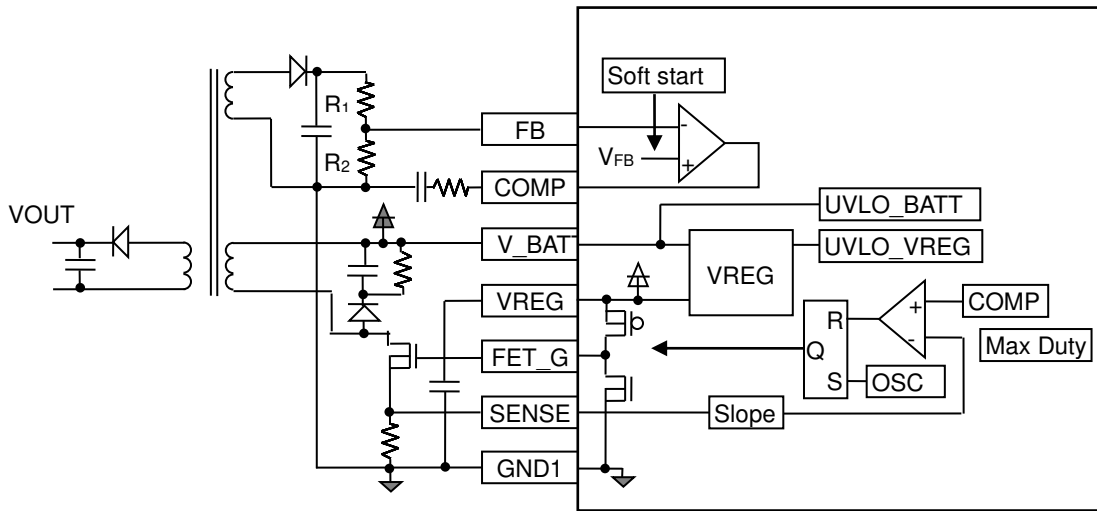 Soft start
R1
FB
-
VFB
+
R2
COMP
VOUT
UVLO_BATT
V_BAT
UVLO_VREG
VREG
VREG
COMP
+
R
Max Duty
-
Q
FET_G
S
OSC
SENSE
Slope
GND1